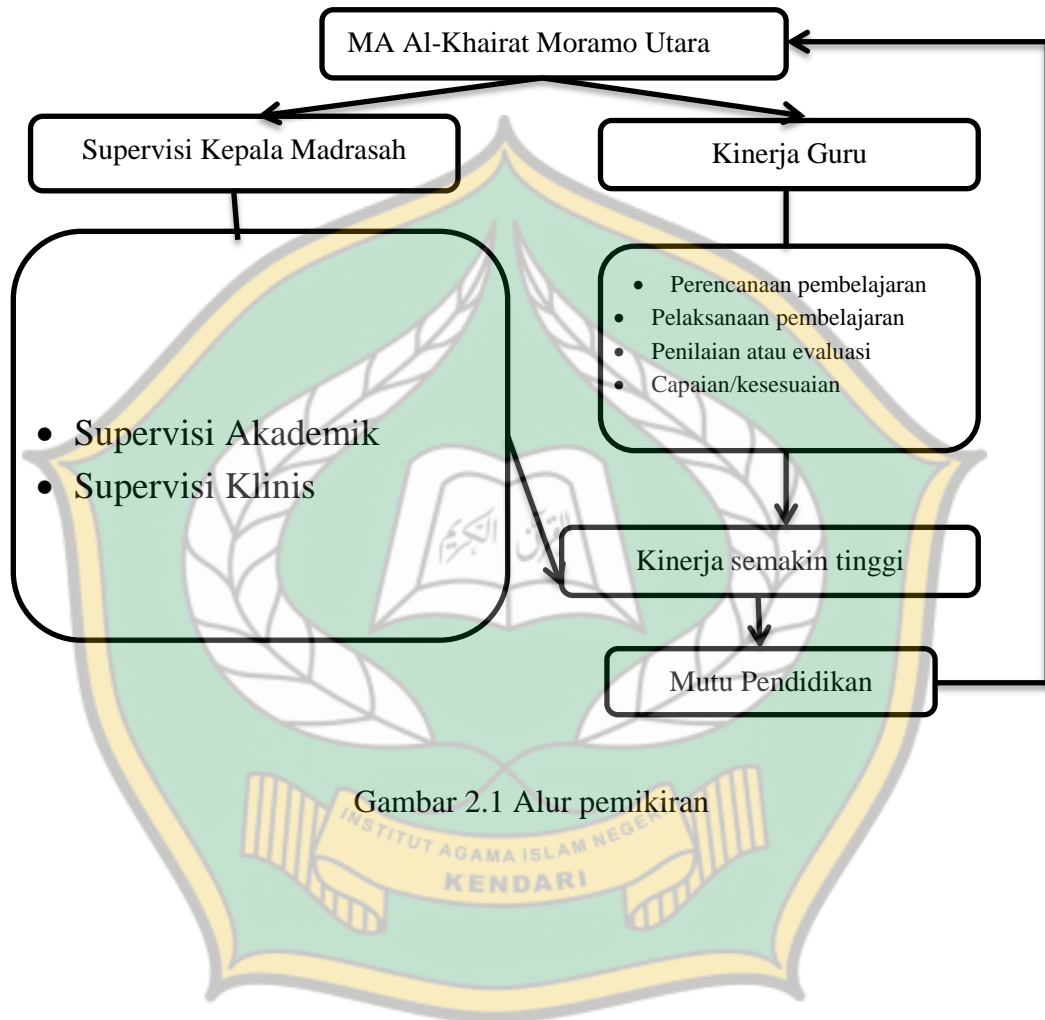 MA Al-Khairat Moramo Utara
Supervisi Kepala Madrasah
Kinerja Guru
• Supervisi Akademik
• Supervisi Klinis
• Perencanaan pembelajaran
• Pelaksanaan pembelajaran
• Penilaian atau evaluasi
• Capaian/kesesuaian
القرآن الكريم
Kinerja semakin tinggi
Mutu Pendidikan
Gambar 2.1 Alur pemikiran
INSTITUT AGAMA ISLAM NEGERI
KENDARI